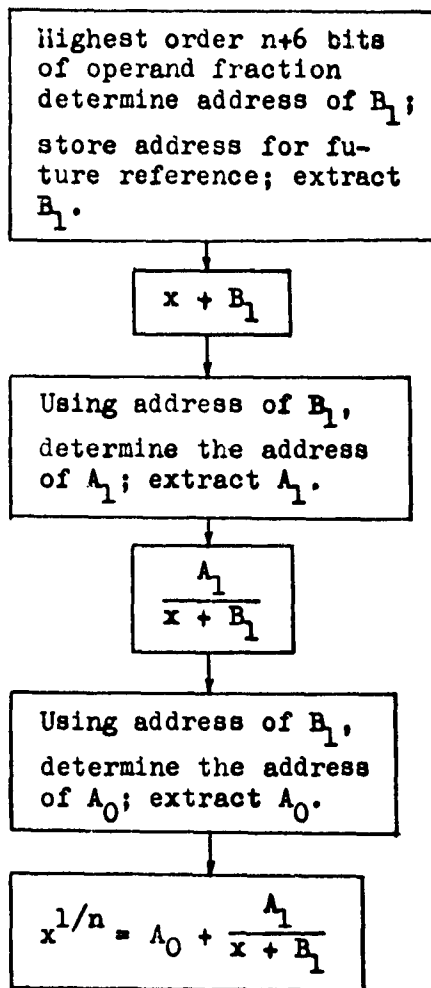 Highest order n+6 bits
of operand fraction
determine address of B₁;
store address for fu-
ture reference; extract
B₁.
x + B₁
Using address of B₁,
determine the address
of A₁; extract A₁.
A₁
x + B₁
Using address of B₁,
determine the address
of A₀; extract A₀.
x^{1/n} = A₀ + \frac{A₁}{x + B₁}